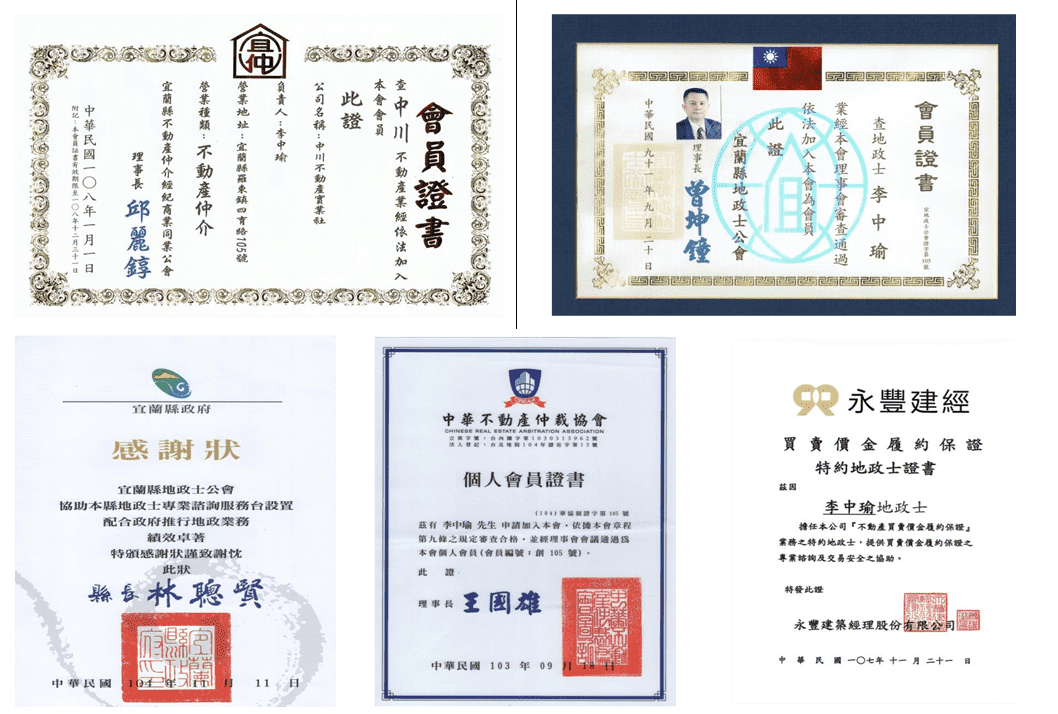 宜仲
會員證書
查中川不動產業經依法加入
本會會員
此證
公司名稱:中川不動產實業社
負責人:李中瑜
營業地址:宜蘭縣羅東鎮四育路105號
營業種類:不動產仲介
宜蘭縣不動產仲介經紀商業同業公會
理事長 邱麗錞
中華民國一〇八年一月一日
附記:本會員證書有效期限至一〇八年十二月三十一日
會員證書
查地政士李中瑜
業經本會理事會審查通過
依法加入本會為會員
此證
宜蘭縣地政士公會
理事長 曾坤鐘
中華民國九十一年九月二十日
宜蘭縣政府
感謝狀
宜蘭縣地政士公會
協助本縣地政士專業諮詢服務台設置
配合政府推行地政業務
績效卓著
特頒感謝狀謹致謝忱
此狀
縣長 林聰賢
中華民國 104 年 11 月 11 日
中華不動產仲裁協會
CHINESE REAL ESTATE ARBITRATION ASSOCIATION
立案字號:台內團字第1030313962號
法人登記:台北地院104年證社字第15號
個人會員證書
(104)華協個證字第 105 號
茲有 李中瑜 先生 申請加入本會,依據本會章程
第九條之規定審查合格,並經理事會會議通過為
本會個人會員(會員編號:創 105 號)。
此 證
理事長 王國雄
中華民國 103 年 09 月 18 日
永豐建經
買賣價金履約保證
特約地政士證書
茲因
李中瑜地政士
擔任本公司『不動產買賣價金履約保證』
業務之特約地政士,提供買賣價金履約保證之
專業諮詢及交易安全之協助。
特發此證
永豐建築經理股份有限公司
中華民國一〇七年十一月二十一日